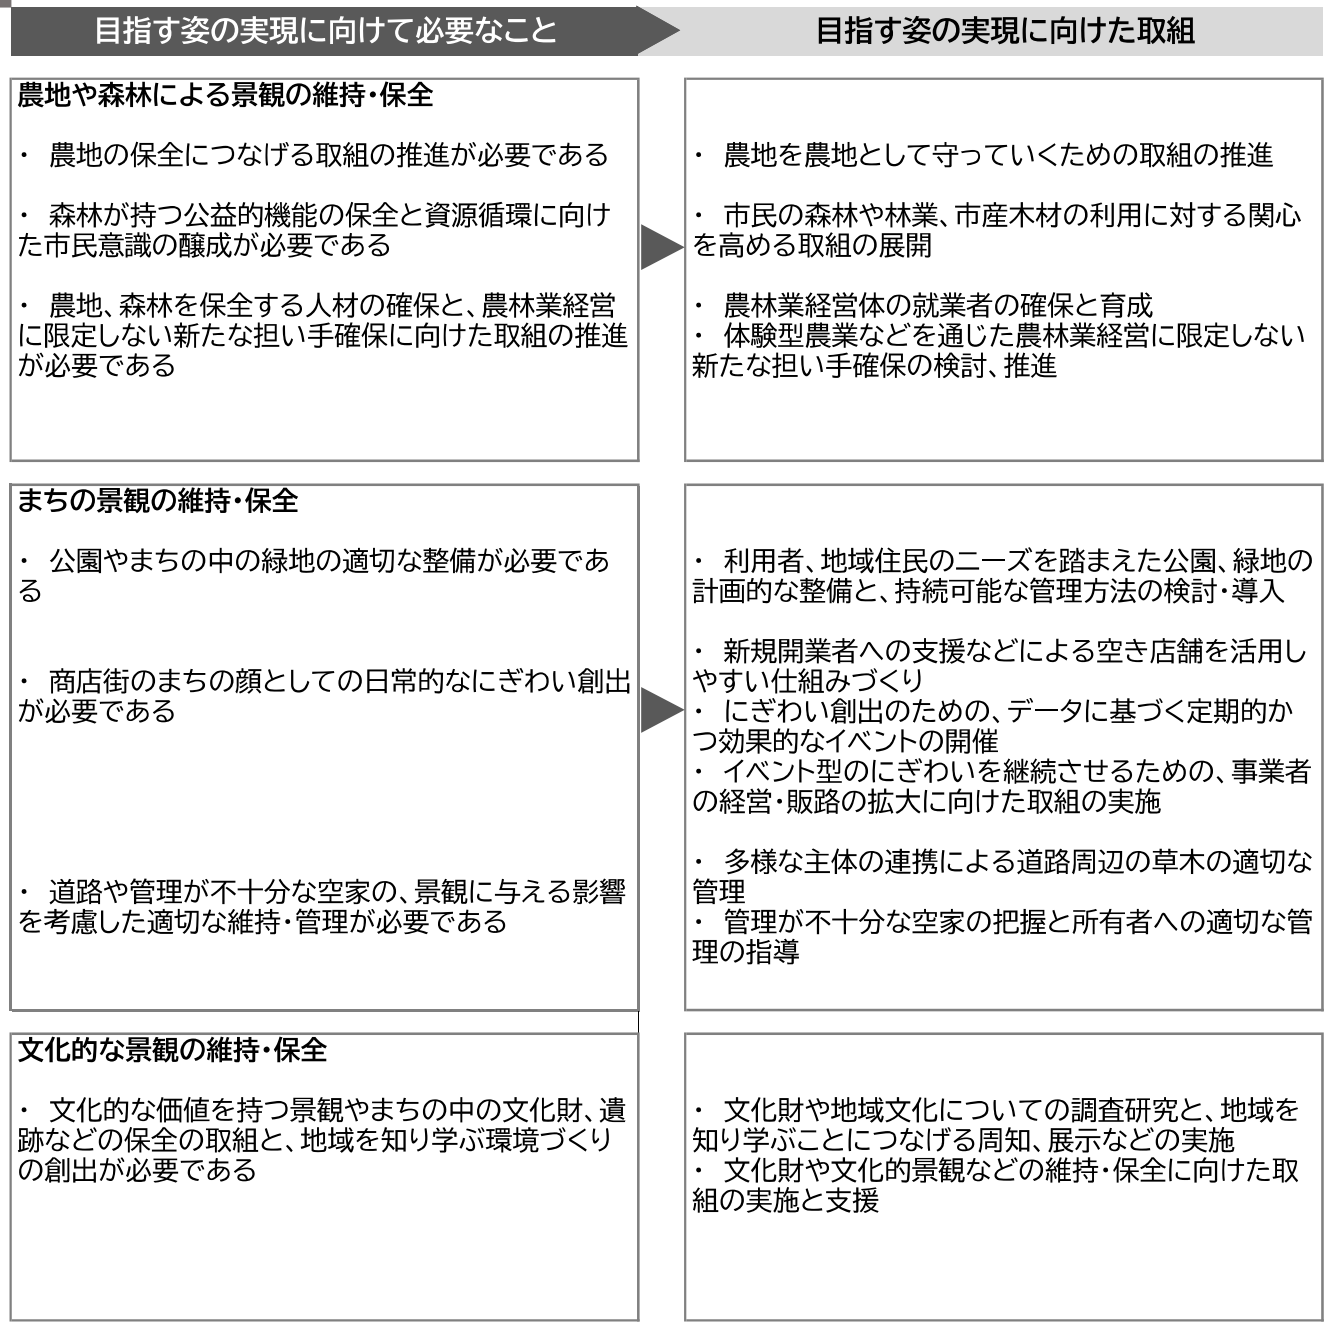 目指す姿の実現に向けて必要なこと
目指す姿の実現に向けた取組
農地や森林による景観の維持・保全
・ 農地の保全につなげる取組の推進が必要である
・ 森林が持つ公益的機能の保全と資源循環に向け
た市民意識の醸成が必要である
・ 農地、森林を保全する人材の確保と、農林業経営
に限定しない新たな担い手確保に向けた取組の推進
が必要である
・ 農地を農地として守っていくための取組の推進
・ 市民の森林や林業、市産木材の利用に対する関心
を高める取組の展開
・ 農林業経営体の就業者の確保と育成
・ 体験型農業などを通じた農林業経営に限定しない
新たな担い手確保の検討、推進
まちの景観の維持・保全
・ 公園やまちの中の緑地の適切な整備が必要であ
る
・ 商店街のまちの顔としての日常的なにぎわい創出
が必要である
・ 道路や管理が不十分な空家の、景観に与える影響
を考慮した適切な維持・管理が必要である
・ 利用者、地域住民のニーズを踏まえた公園、緑地の
計画的な整備と、持続可能な管理方法の検討・導入
・ 新規開業者への支援などによる空き店舗を活用し
やすい仕組みづくり
・ にぎわい創出のための、データに基づく定期的か
つ効果的なイベントの開催
・ イベント型のにぎわいを継続させるための、事業者
の経営・販路の拡大に向けた取組の実施
・ 多様な主体の連携による道路周辺の草木の適切な
管理
・ 管理が不十分な空家の把握と所有者への適切な管
理の指導
文化的な景観の維持・保全
・ 文化的な価値を持つ景観やまちの中の文化財、遺
跡などの保全の取組と、地域を知り学ぶ環境づくり
の創出が必要である
・ 文化財や地域文化についての調査研究と、地域を
知り学ぶことにつなげる周知、展示などの実施
・ 文化財や文化的景観などの維持・保全に向けた取
組の実施と支援